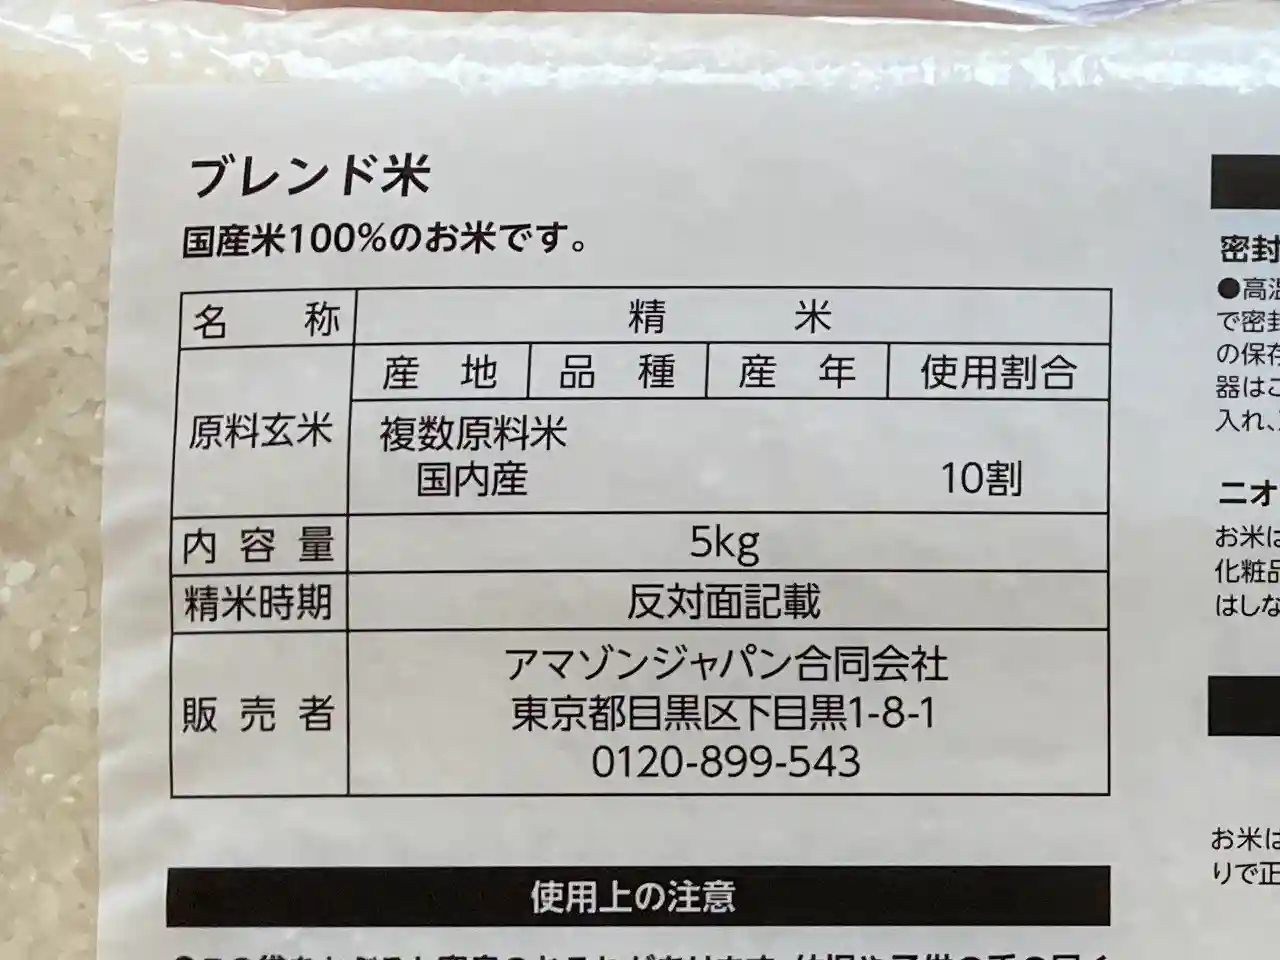 ブレンド米
国産米100%のお米です。
名称 精米
原料玄米 産地 品種 産年 使用割合
複数原料米
国内産 10割
内容量 5kg
精米時期 反対面記載
販売者 アマゾンジャパン合同会社
東京都目黒区下目黒1-8-1
0120-899-543
使用上の注意
密封
●高温
で密封
の保存
器はこ
入れ、
ニオ
お米は
化粧品
はしな
お米は
りで正